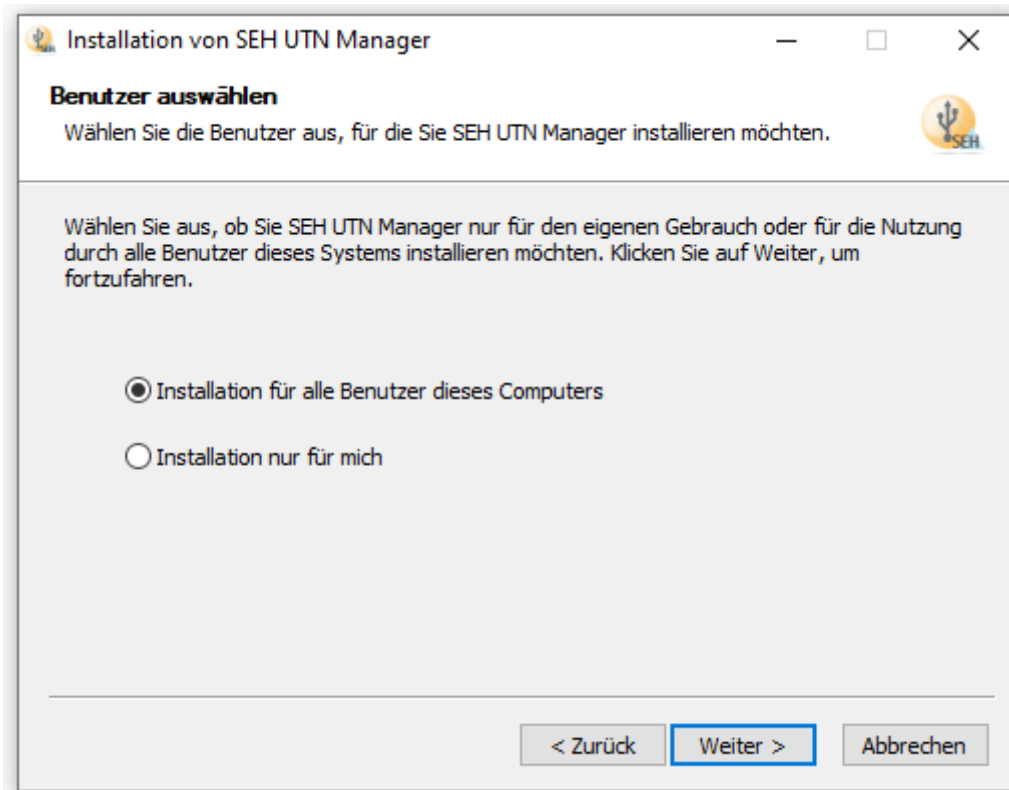 Installation von SEH UTN Manager
Benutzer auswählen
Wählen Sie die Benutzer aus, für die Sie SEH UTN Manager installieren möchten.
SEH
Wählen Sie aus, ob Sie SEH UTN Manager nur für den eigenen Gebrauch oder für die Nutzung
durch alle Benutzer dieses Systems installieren möchten. Klicken Sie auf Weiter, um
fortzufahren.
Installation für alle Benutzer dieses Computers
Installation nur für mich
< Zurück
Weiter >
Abbrechen